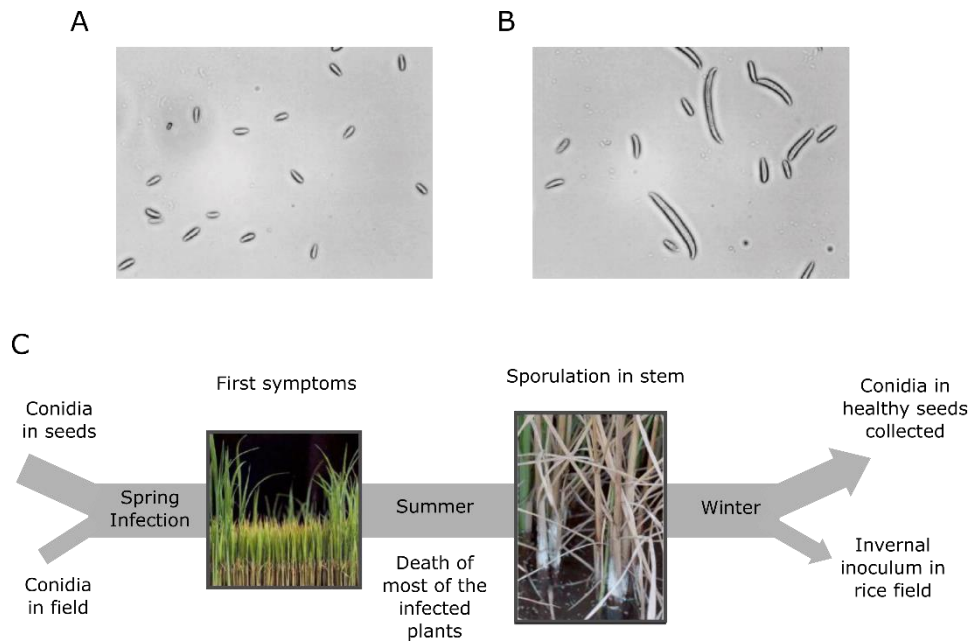 A
B
C
First symptoms
Sporulation in stem
Conidia
in seeds
Conidia in
healthy seeds
collected
Spring
Infection
Summer
Winter
Conidia
in field
Death of
most of the
infected
plants
Invernal
inoculum in
rice field